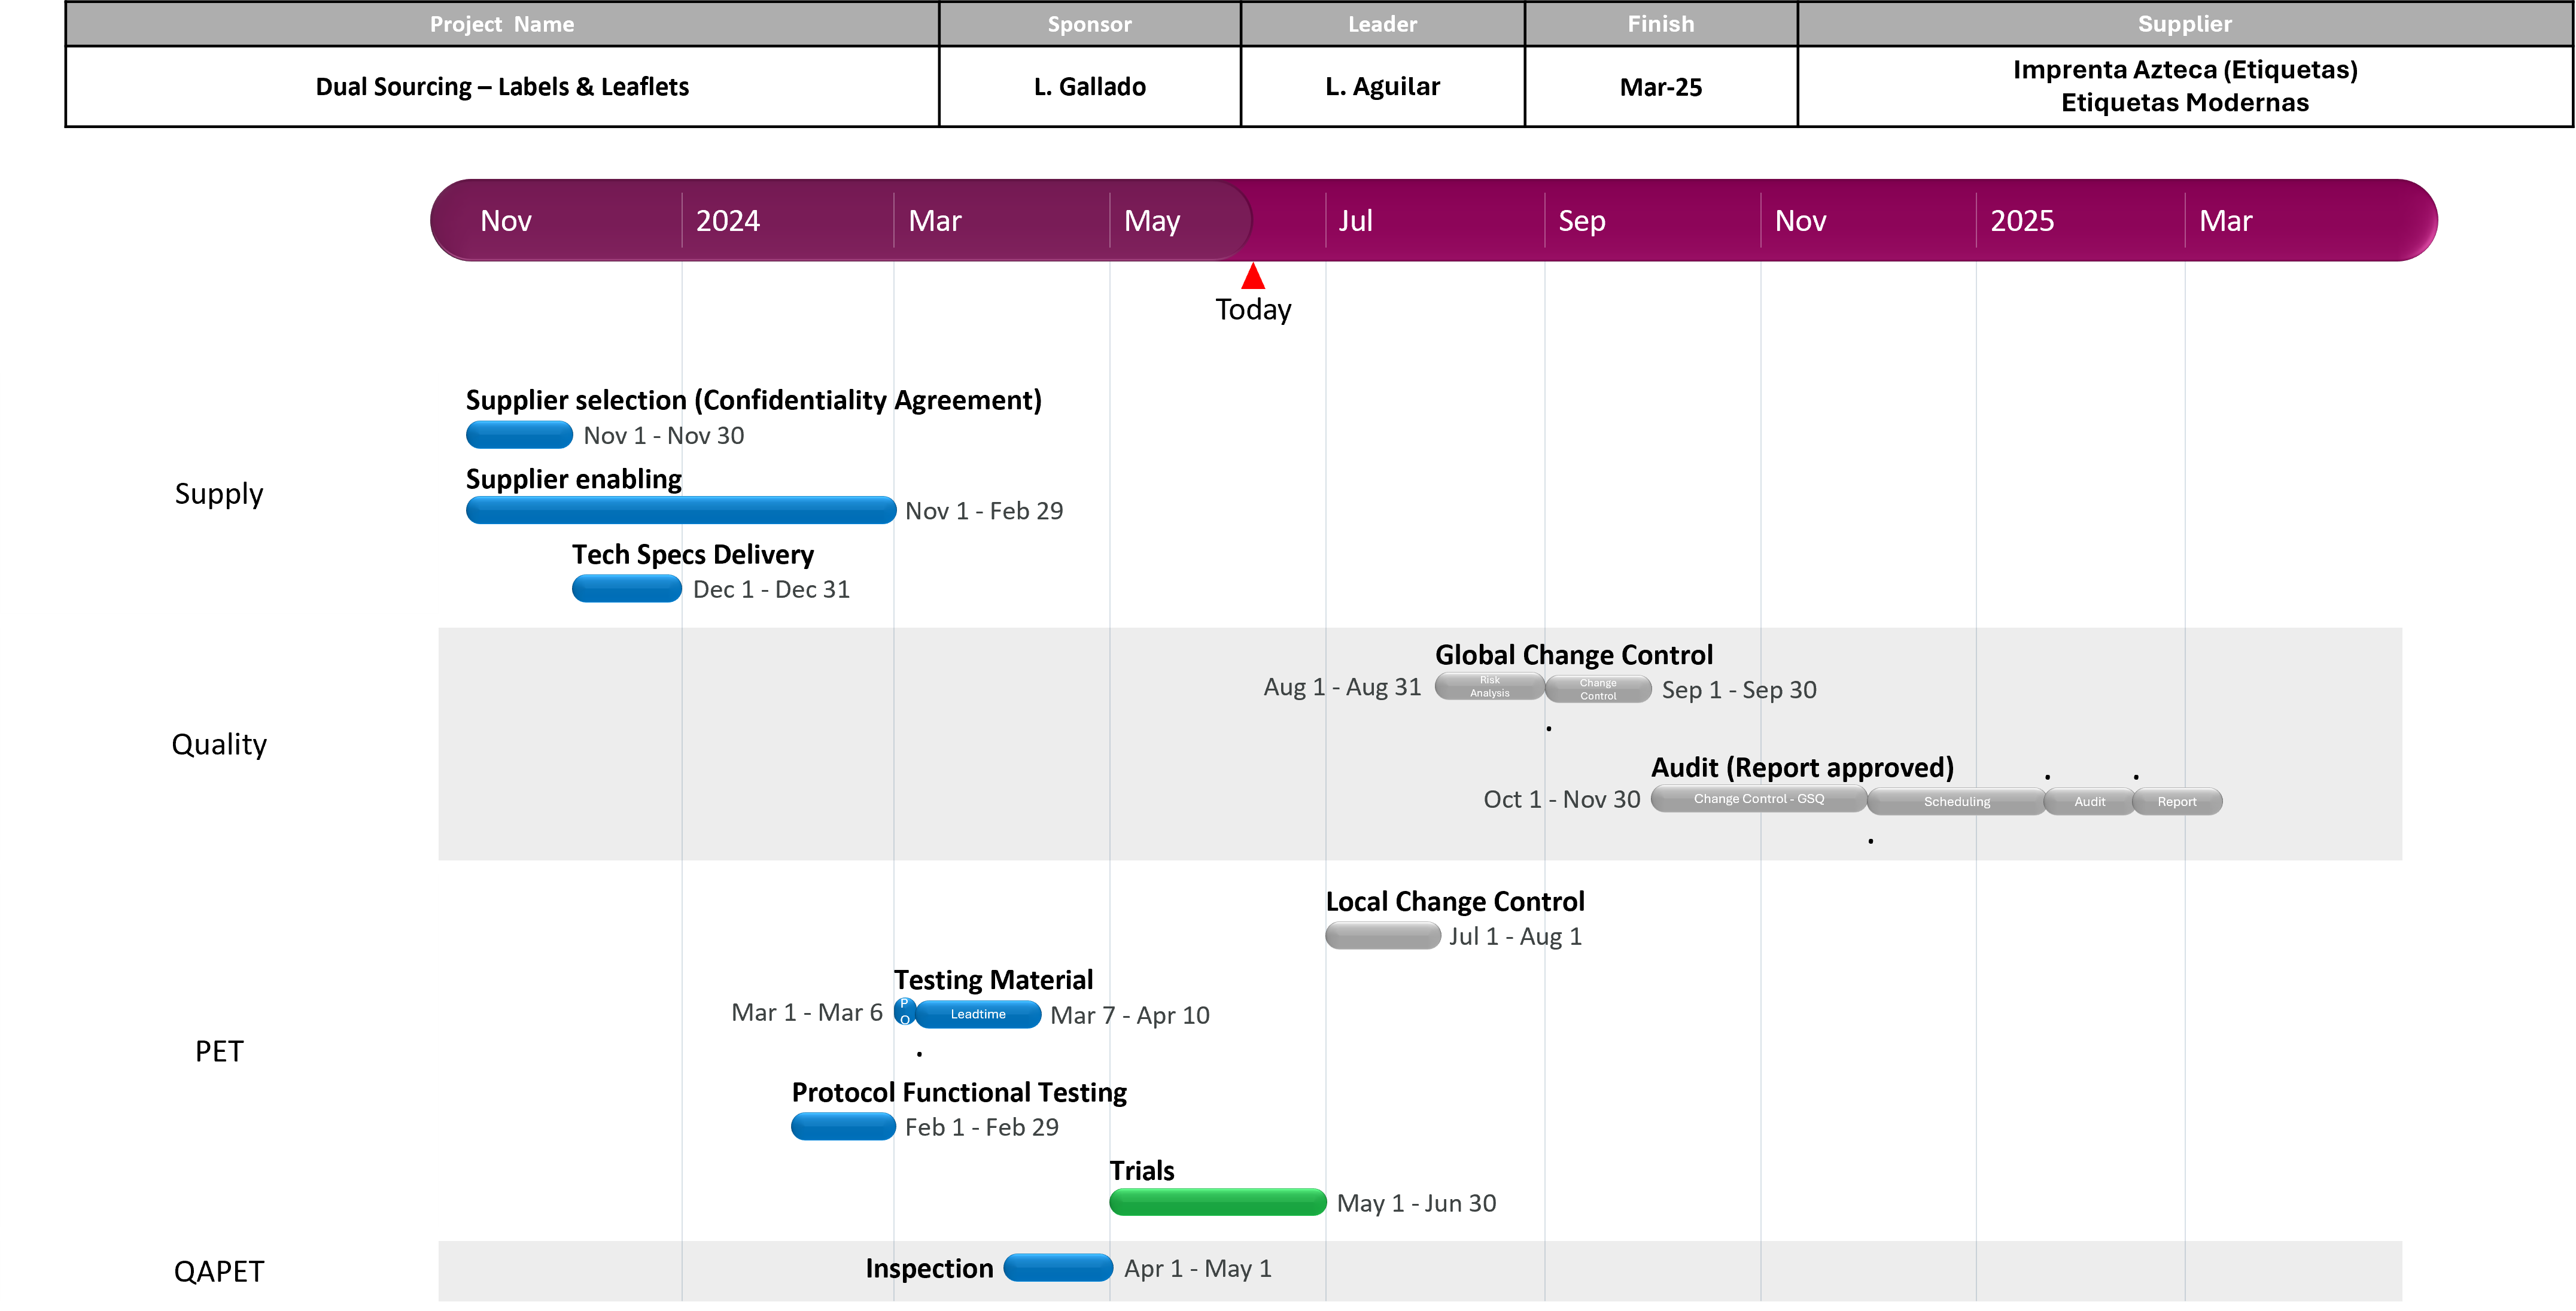 Project  Name
Sponsor
Leader
Finish
Supplier
Dual Sourcing – Labels & Leaflets
L. Gallado
L. Aguilar
Mar-25
Imprenta Azteca (Etiquetas)
Etiquetas Modernas
Nov
2024
Mar
May
Jul
Sep
Nov
2025
Mar
Today
Supply
Supplier selection (Confidentiality Agreement)
Nov 1 - Nov 30
Supplier enabling
Nov 1 - Feb 29
Tech Specs Delivery
Dec 1 - Dec 31
Quality
Global Change Control
Aug 1 - Aug 31
Risk
Analysis
Change
Control
Sep 1 - Sep 30
.
Audit (Report approved)
.
.
Oct 1 - Nov 30
Change Control - GSQ
Scheduling
Audit
Report
.
PET
Local Change Control
Jul 1 - Aug 1
Testing Material
Mar 1 - Mar 6
P
O
Leadtime
Mar 7 - Apr 10
.
Protocol Functional Testing
Feb 1 - Feb 29
Trials
May 1 - Jun 30
QAPET
Inspection
Apr 1 - May 1